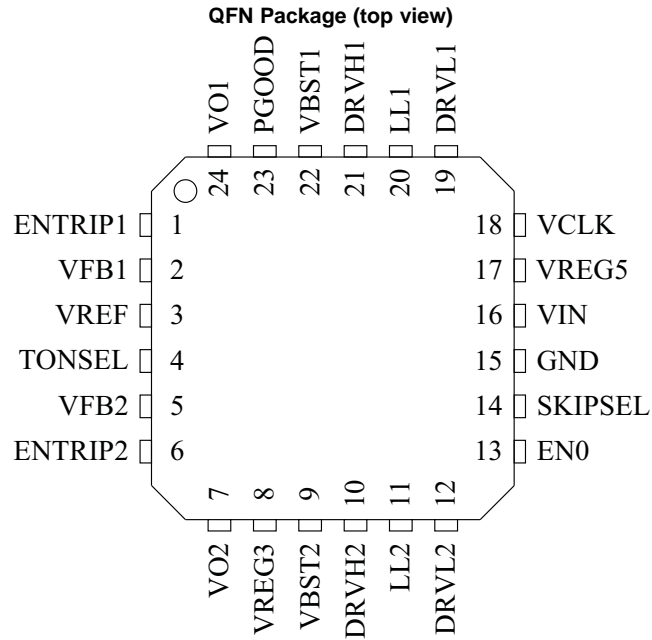 QFN Package (top view)
VO1
PGOOD
VBST1
DRVH1
LL1
DRVL1
24
23
22
21
20
19
ENTRIP1 1
VFB1 2
VREF 3
TONSEL 4
VFB2 5
ENTRIP2 6
18 VCLK
17 VREG5
16 VIN
15 GND
14 SKIPSEL
13 EN0
7
8
9
10
11
12
VO2
VREG3
VBST2
DRVH2
LL2
DRVL2